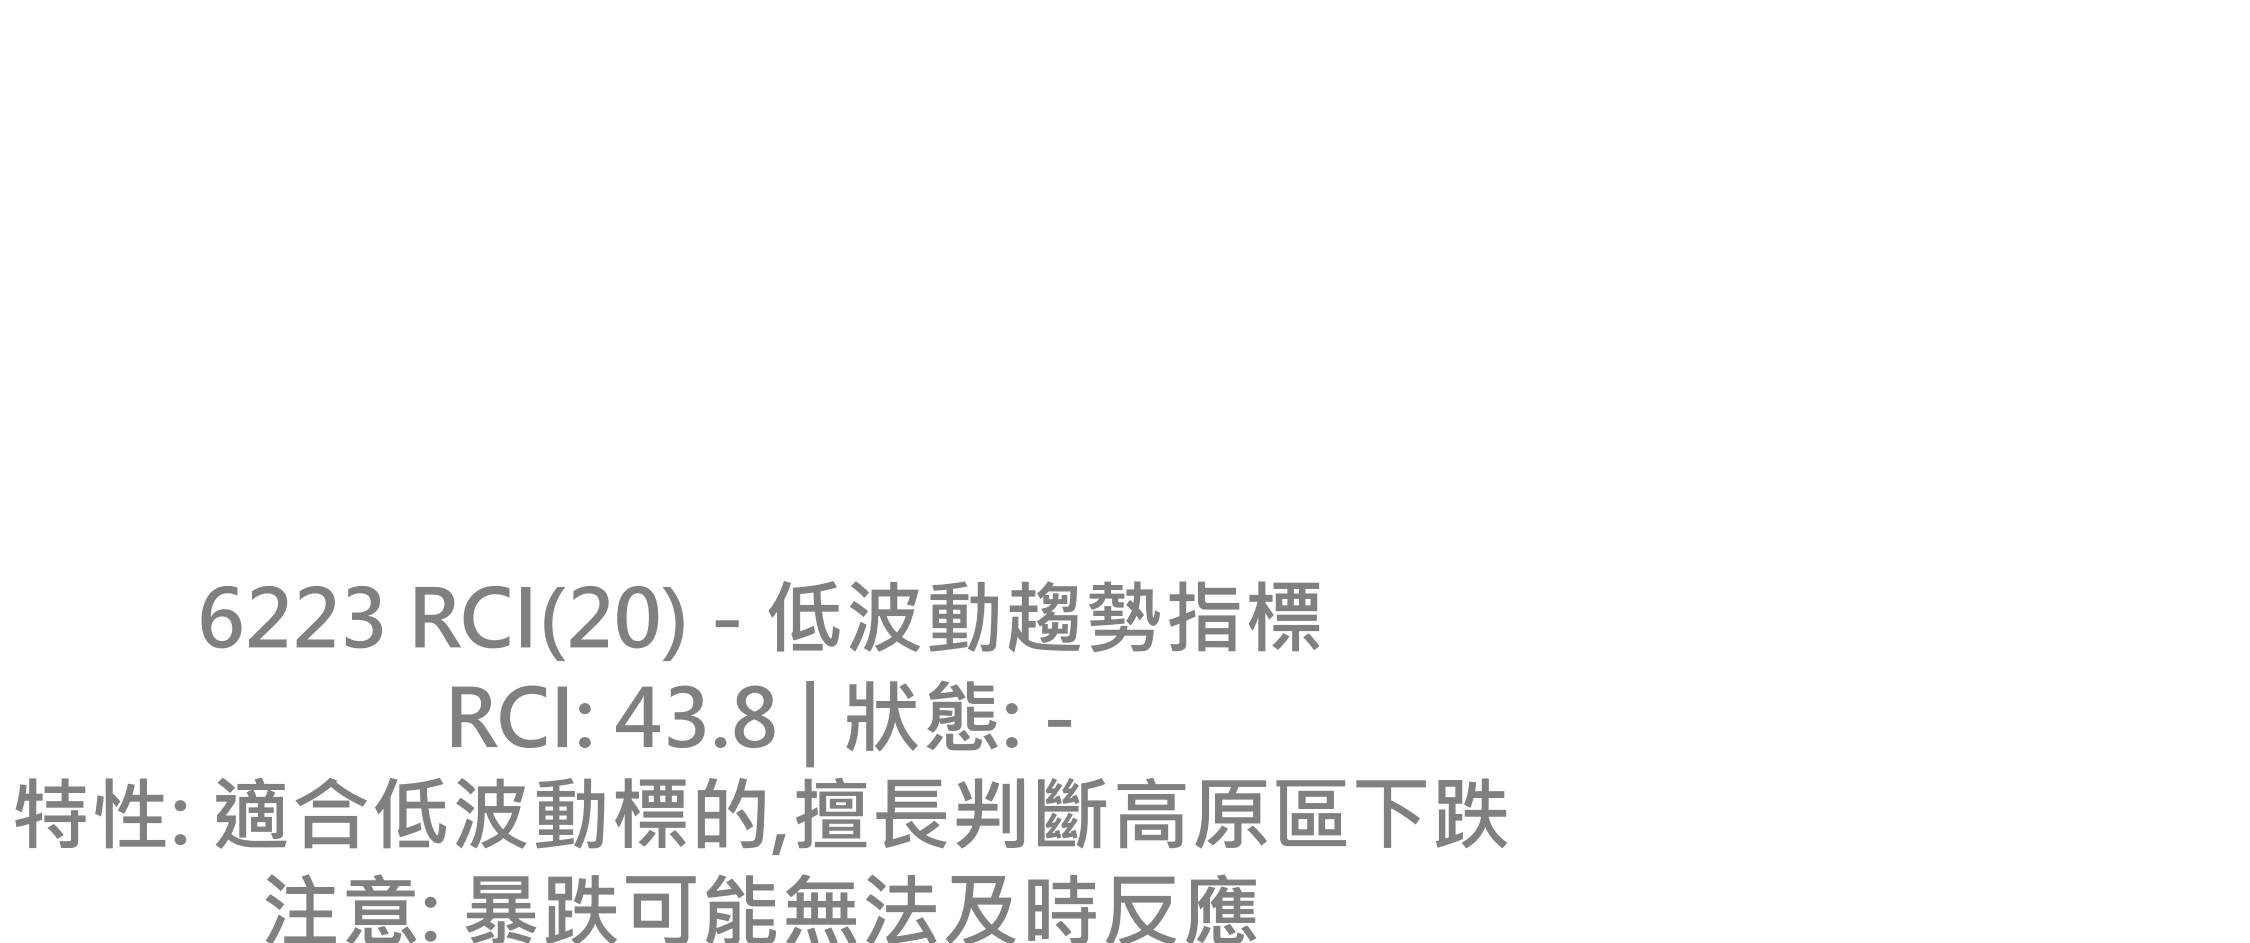 6223 RCI(20) - 低波動趨勢指標
RCI: 43.8 | 狀態: -
特性: 適合低波動標的,擅長判斷高原區下跌
注意: 暴跌可能無法及時反應